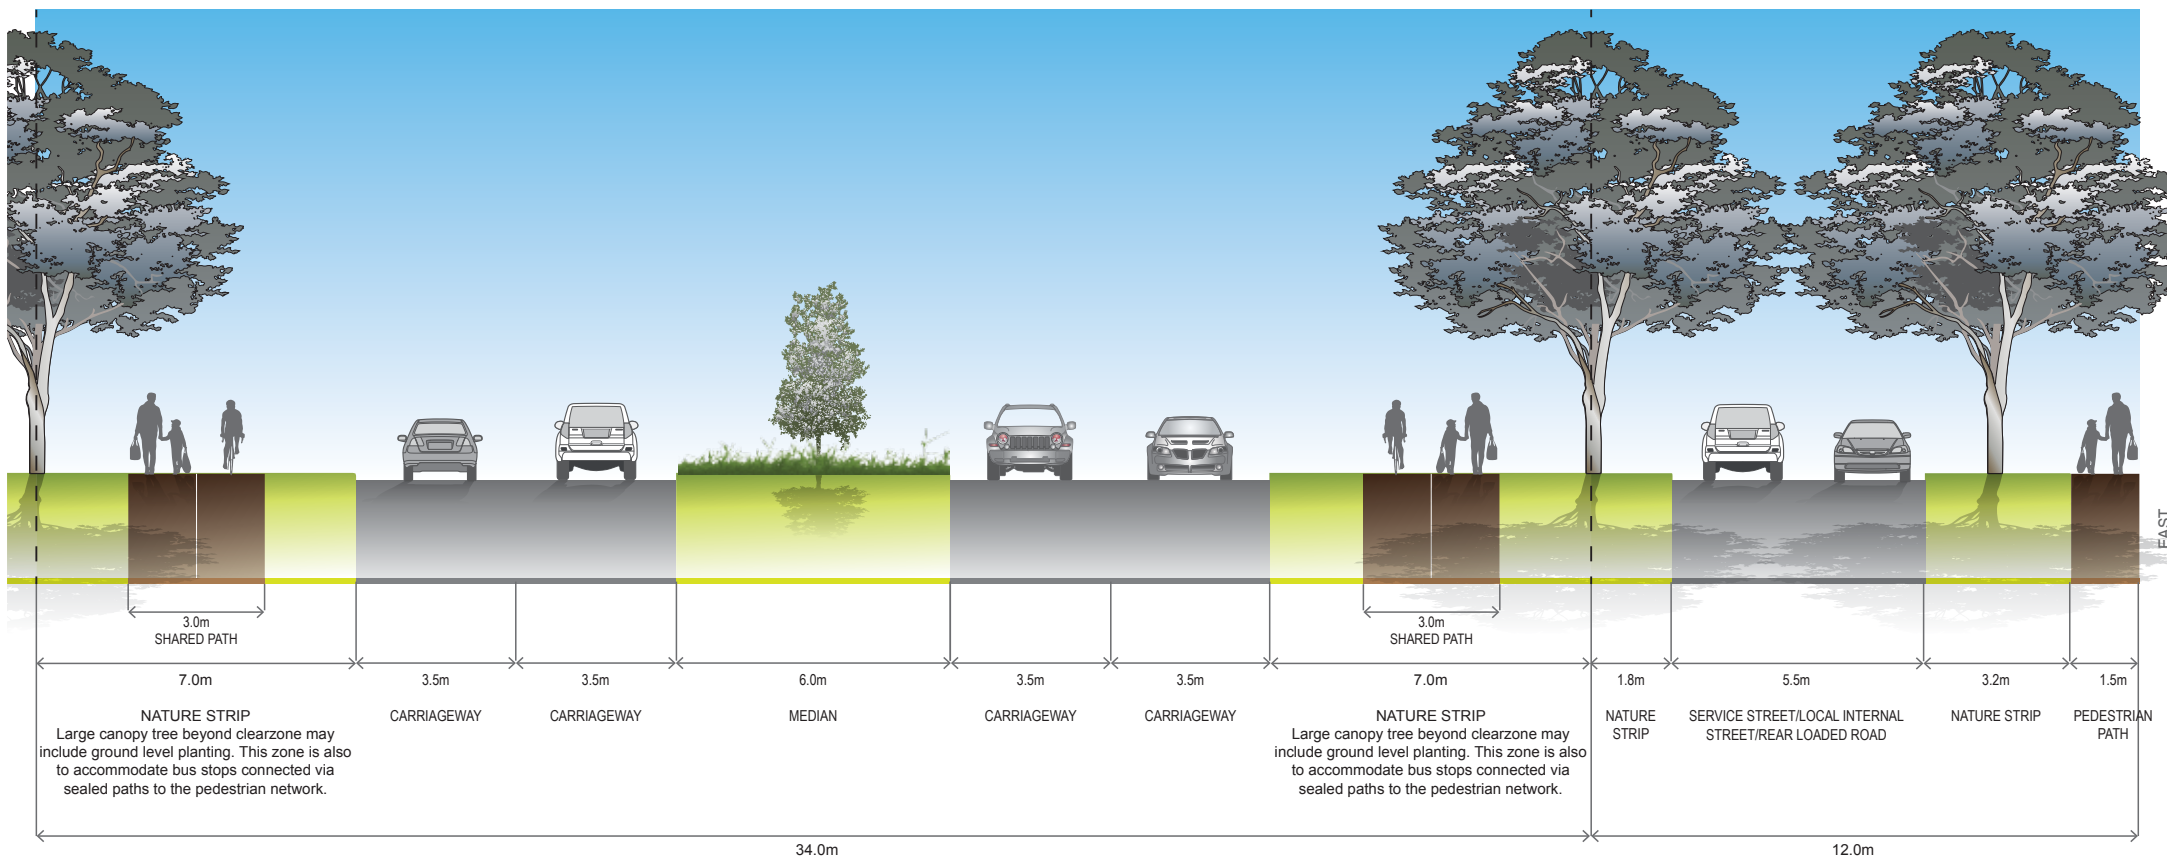 EAST
3.0m
SHARED PATH
3.0m
SHARED PATH
7.0m
3.5m
3.5m
6.0m
3.5m
3.5m
7.0m
1.8m
5.5m
3.2m
1.5m
NATURE STRIP
Large canopy tree beyond clearzone may
include ground level planting. This zone is also
to accommodate bus stops connected via
sealed paths to the pedestrian network.
CARRIAGEWAY
CARRIAGEWAY
MEDIAN
CARRIAGEWAY
CARRIAGEWAY
NATURE STRIP
Large canopy tree beyond clearzone may
include ground level planting. This zone is also
to accommodate bus stops connected via
sealed paths to the pedestrian network.
NATURE
STRIP
SERVICE STREET/LOCAL INTERNAL
STREET/REAR LOADED ROAD
NATURE STRIP
PEDESTRIAN
PATH
34.0m
12.0m